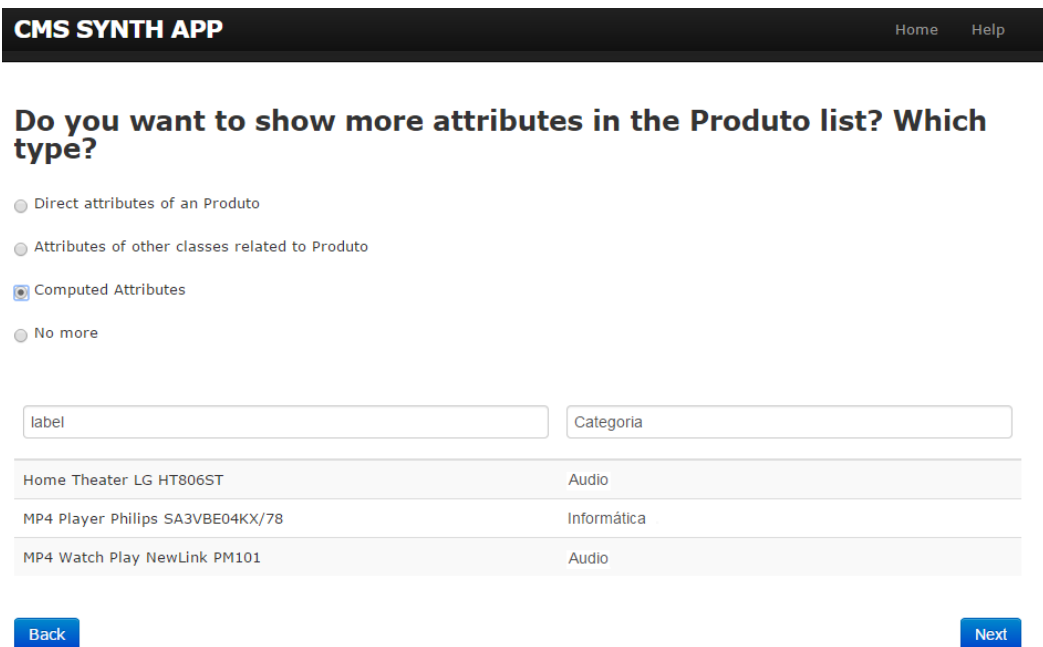 CMS SYNTH APP Home Help
Do you want to show more attributes in the Produto list? Which
type?
Direct attributes of an Produto
Attributes of other classes related to Produto
Computed Attributes
No more
label Categoria
Home Theater LG HT806ST Audio
MP4 Player Philips SA3VBE04KX/78 Informática
MP4 Watch Play NewLink PM101 Audio
Back Next